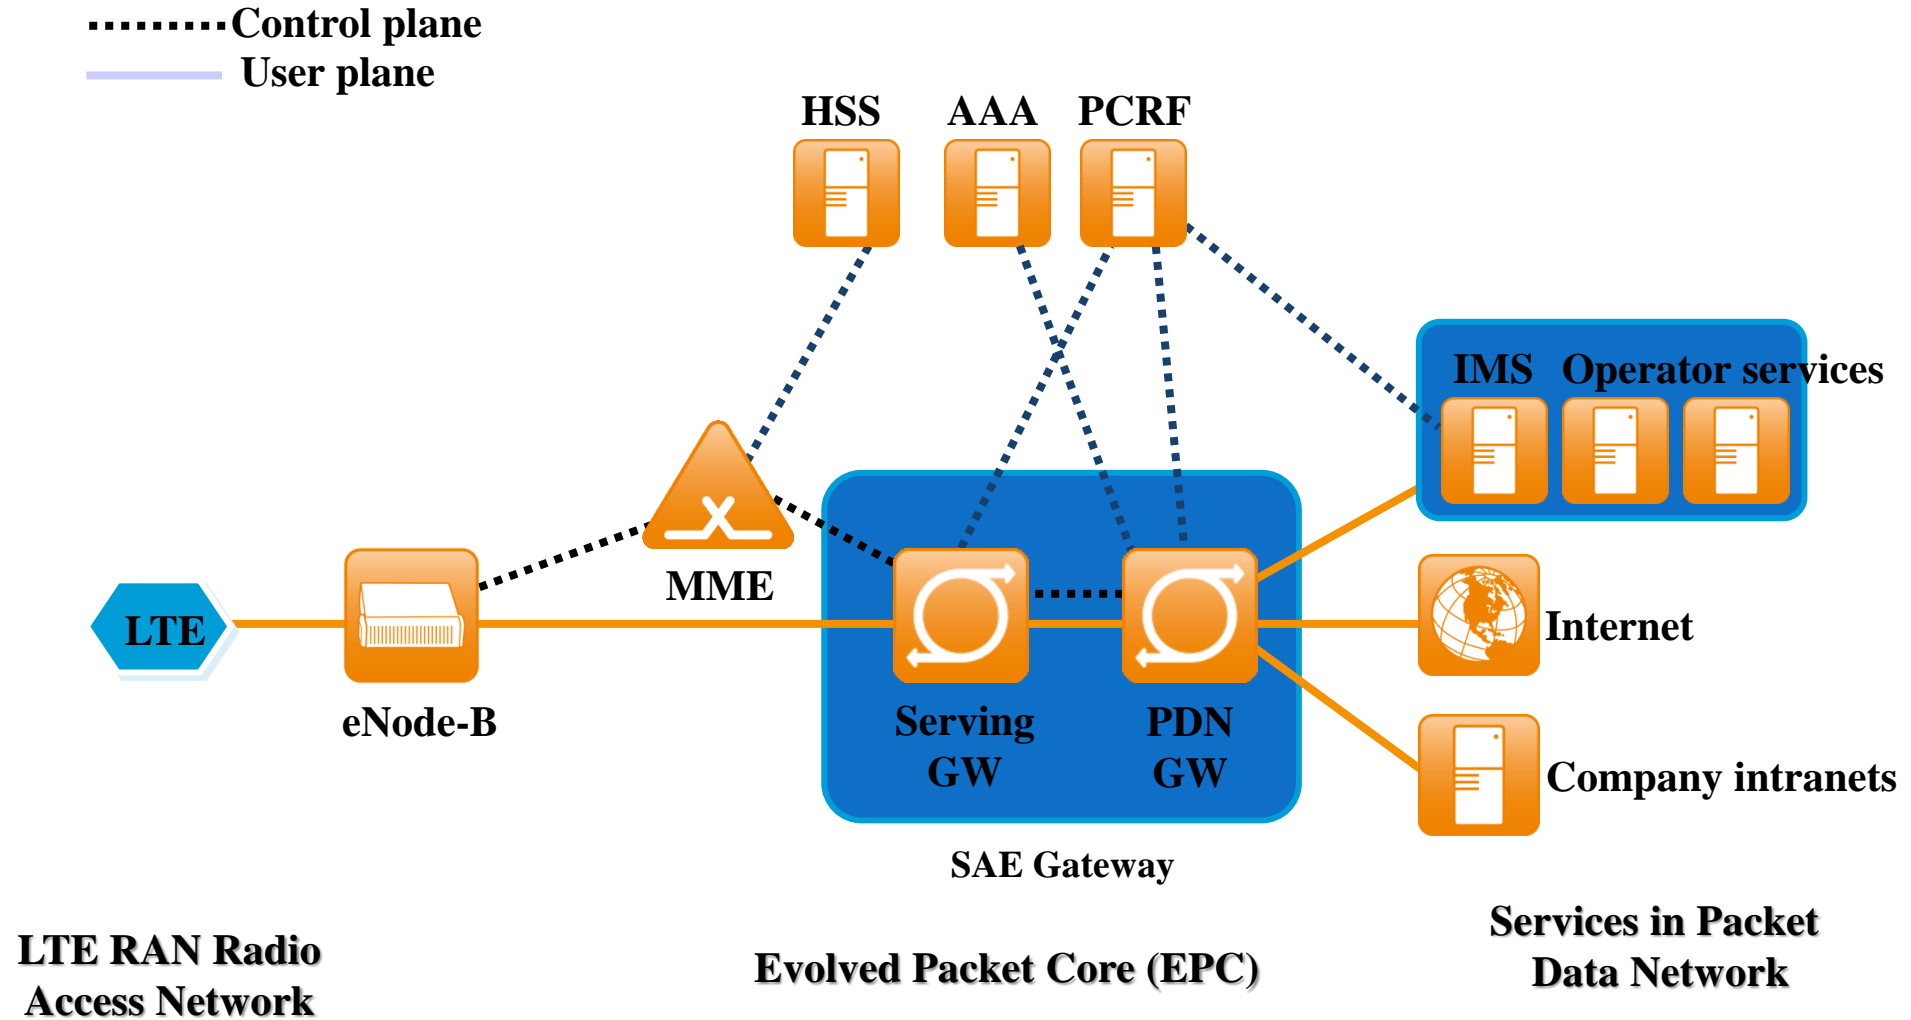 Control plane
User plane
HSS AAA PCRF
IMS Operator services
MME
LTE
Internet
eNode-B
Serving
GW
PDN
GW
Company intranets
SAE Gateway
LTE RAN Radio
Access Network
Evolved Packet Core (EPC)
Services in Packet
Data Network